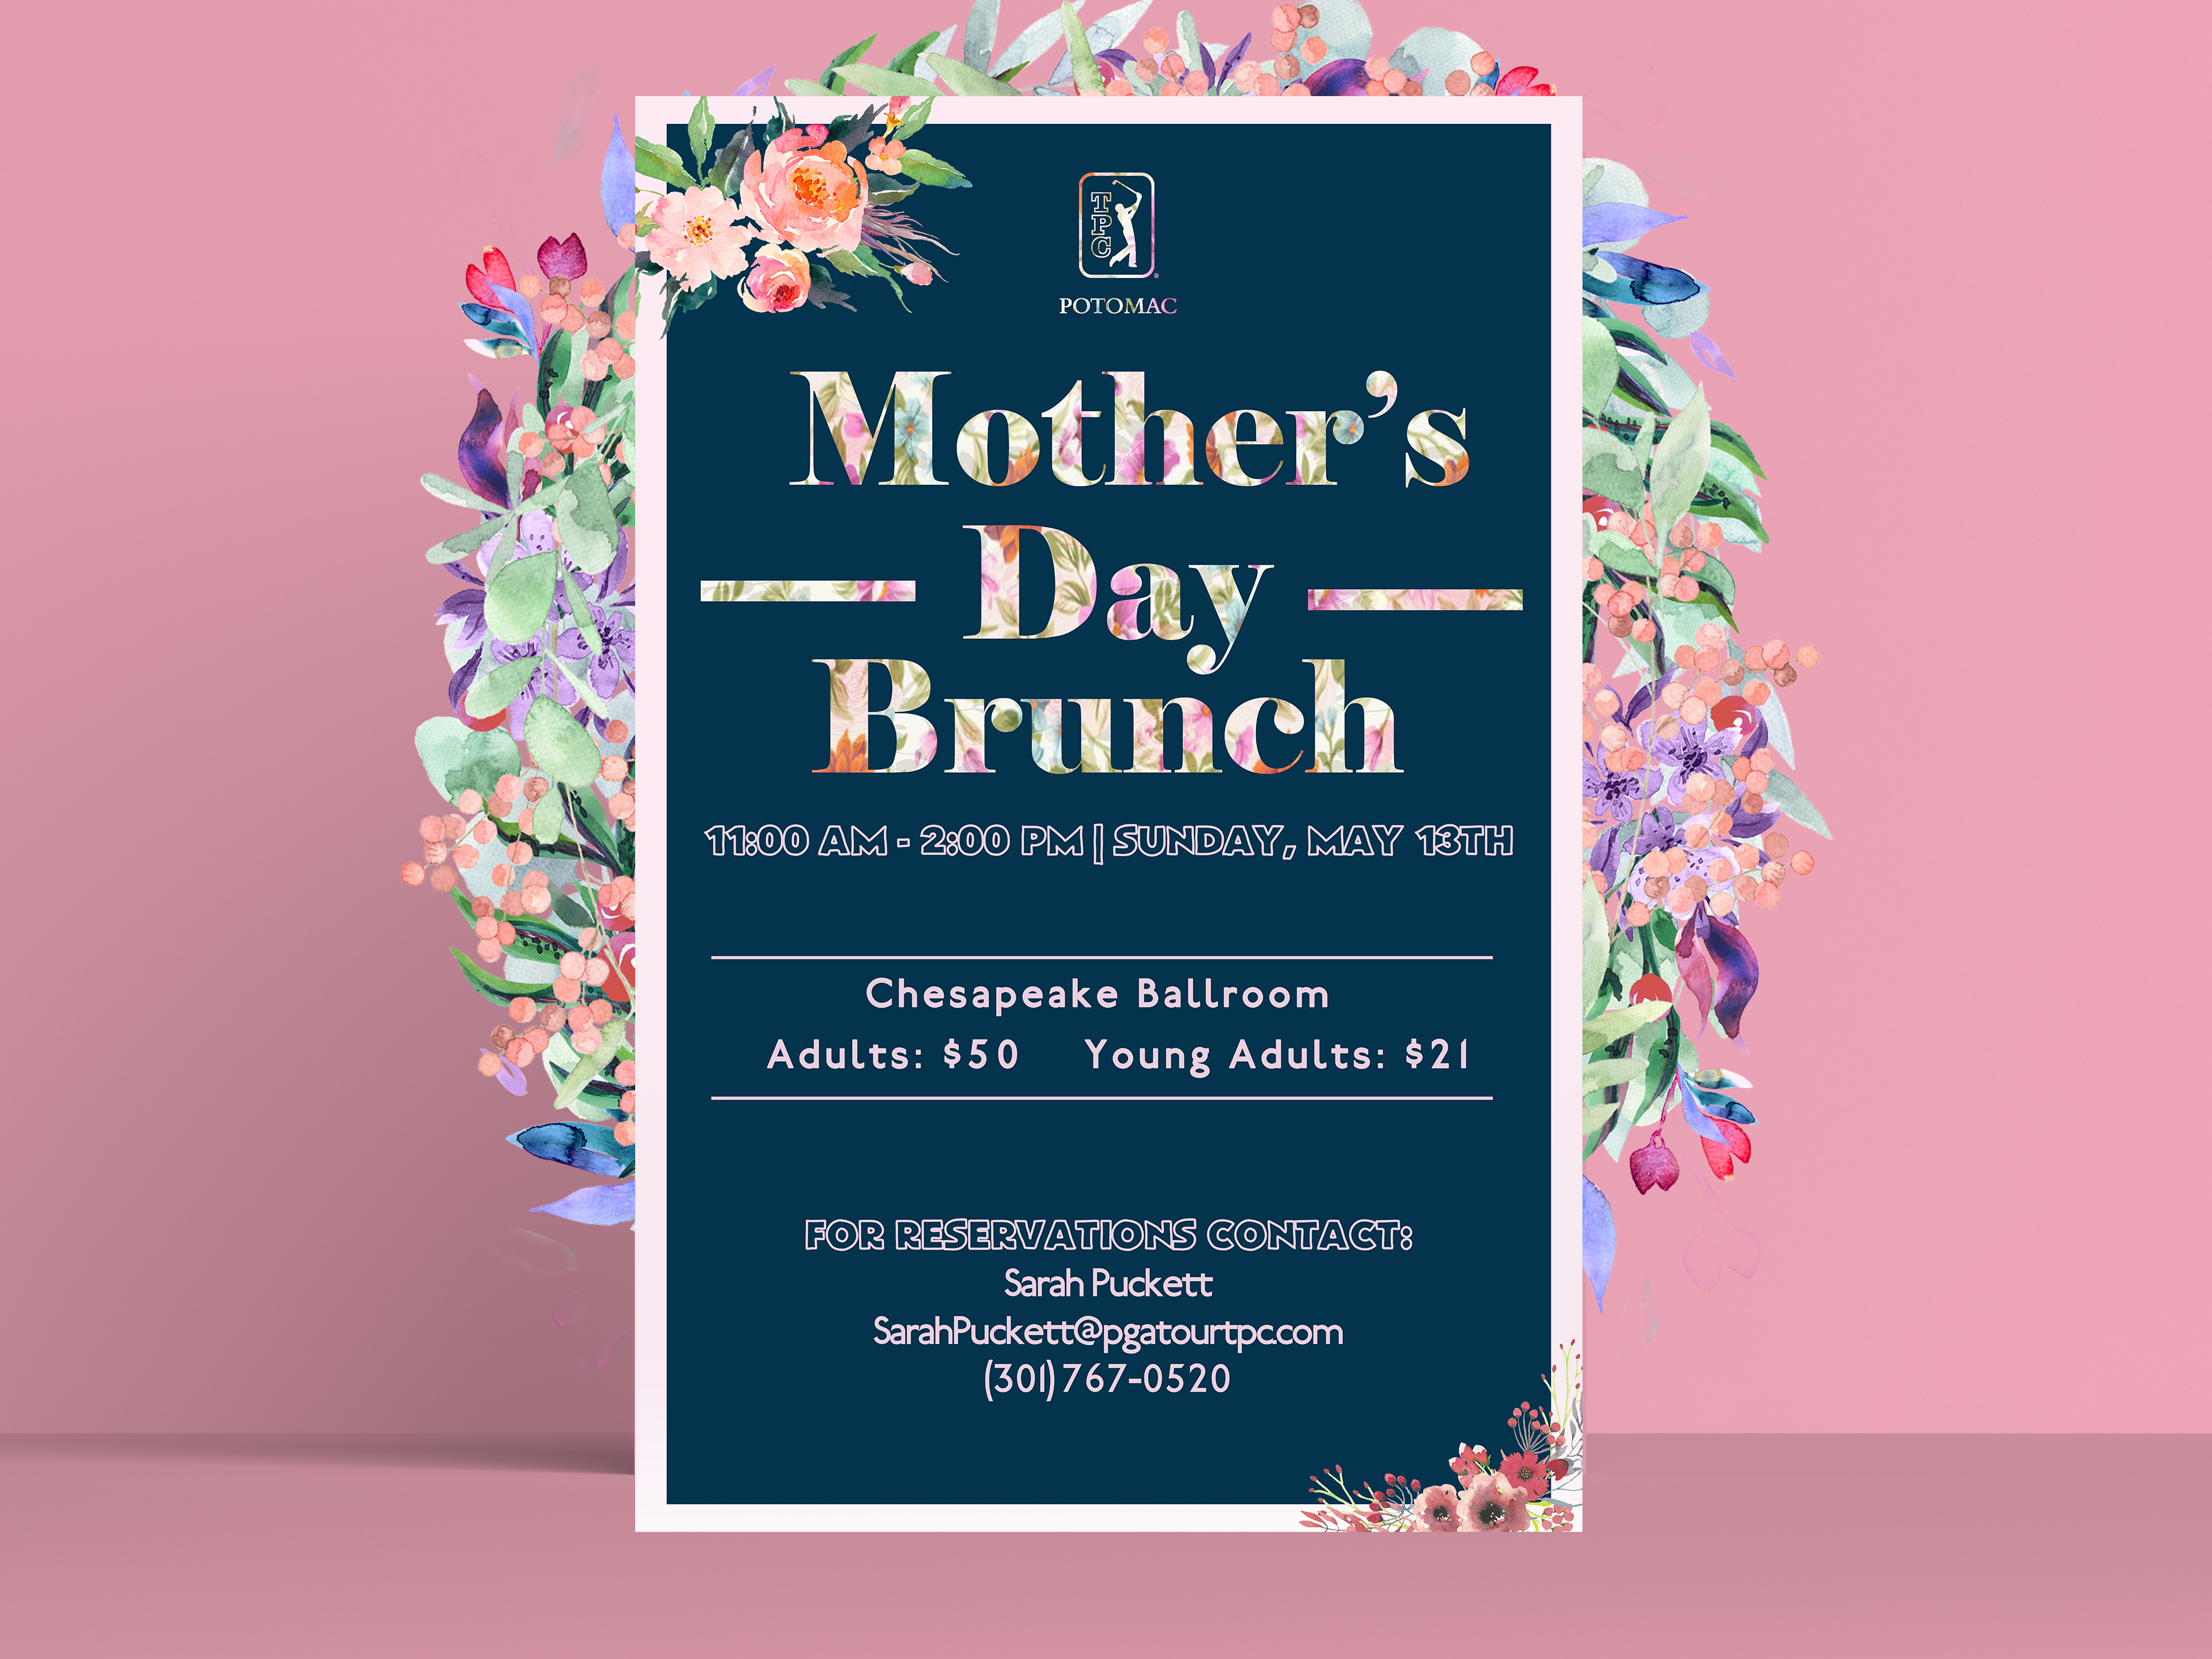 TPC
POTOMAC
Mother's
Day
Brunch
11:00 AM - 2:00 PM | SUNDAY, MAY 13TH
Chesapeake Ballroom
Adults: $50 Young Adults: $21
FOR RESERVATIONS CONTACT:
Sarah Puckett
SarahPuckett@pgatourtpc.com
(301)767-0520